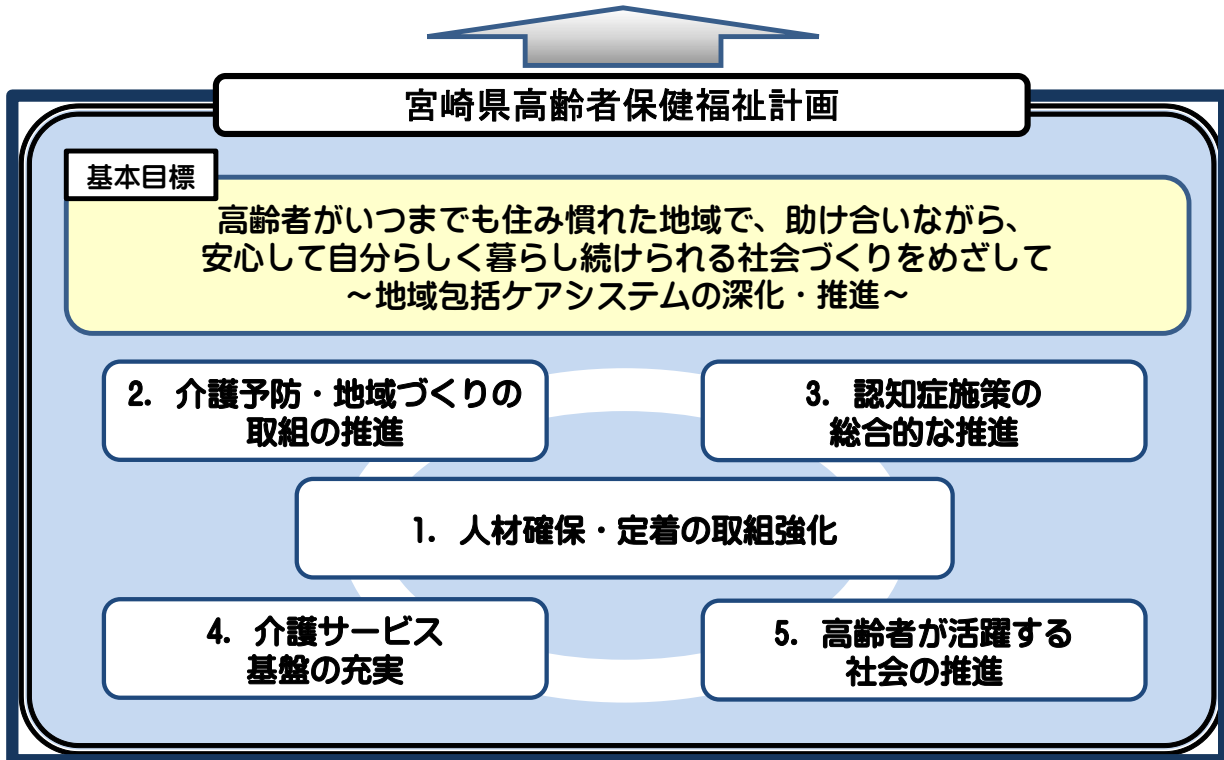 宮崎県高齢者保健福祉計画
基本目標
高齢者がいつまでも住み慣れた地域で、助け合いながら、
安心して自分らしく暮らし続けられる社会づくりをめざして
～地域包括ケアシステムの深化・推進～
2. 介護予防・地域づくりの
取組の推進
3. 認知症施策の
総合的な推進
1. 人材確保・定着の取組強化
4. 介護サービス
基盤の充実
5. 高齢者が活躍する
社会の推進